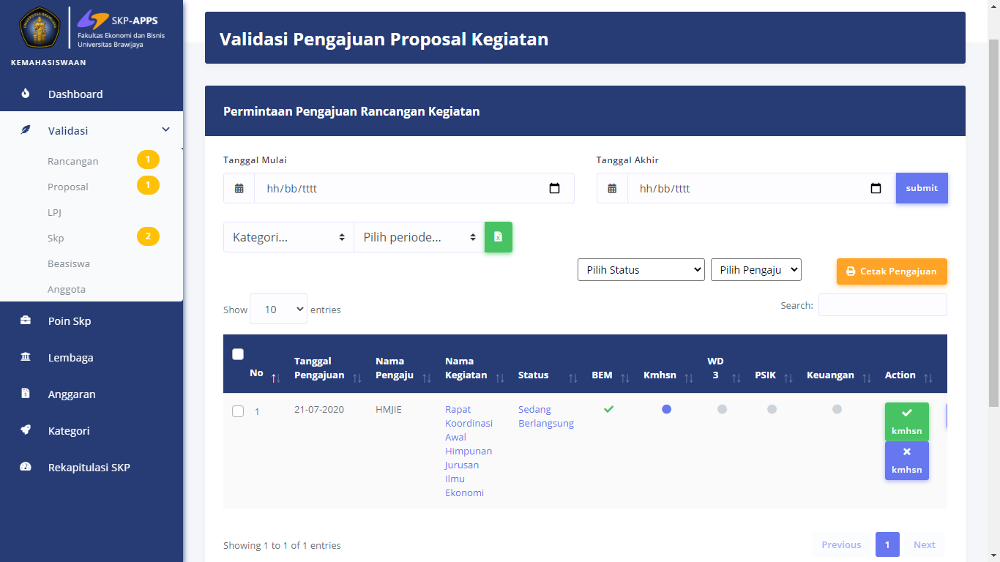 UNIVERSITAS BRAWIJAYA
SKP-APPS
Fakultas Ekonomi dan Bisnis
Universitas Brawijaya
KEMAHASISWAAN
Dashboard
Validasi
Rancangan 1
Proposal 1
LPJ
Skp 2
Beasiswa
Anggota
Poin Skp
Lembaga
Anggaran
Kategori
Rekapitulasi SKP
Validasi Pengajuan Proposal Kegiatan
Permintaan Pengajuan Rancangan Kegiatan
Tanggal Mulai
Tanggal Akhir
hh/bb/tttt
hh/bb/tttt
submit
Kategori...
Pilih periode...
Pilih Status
Pilih Pengaju
Cetak Pengajuan
Show 10 entries
Search:
No
Tanggal
Pengajuan
Nama
Pengaju
Nama
Kegiatan
Status
BEM
Kmhsn
WD
3
PSIK
Keuangan
Action
1
21-07-2020
HMJIE
Rapat
Koordinasi
Awal
Himpunan
Jurusan
Ilmu
Ekonomi
Sedang
Berlangsung
kmhsn
kmhsn
Showing 1 to 1 of 1 entries
Previous
1
Next